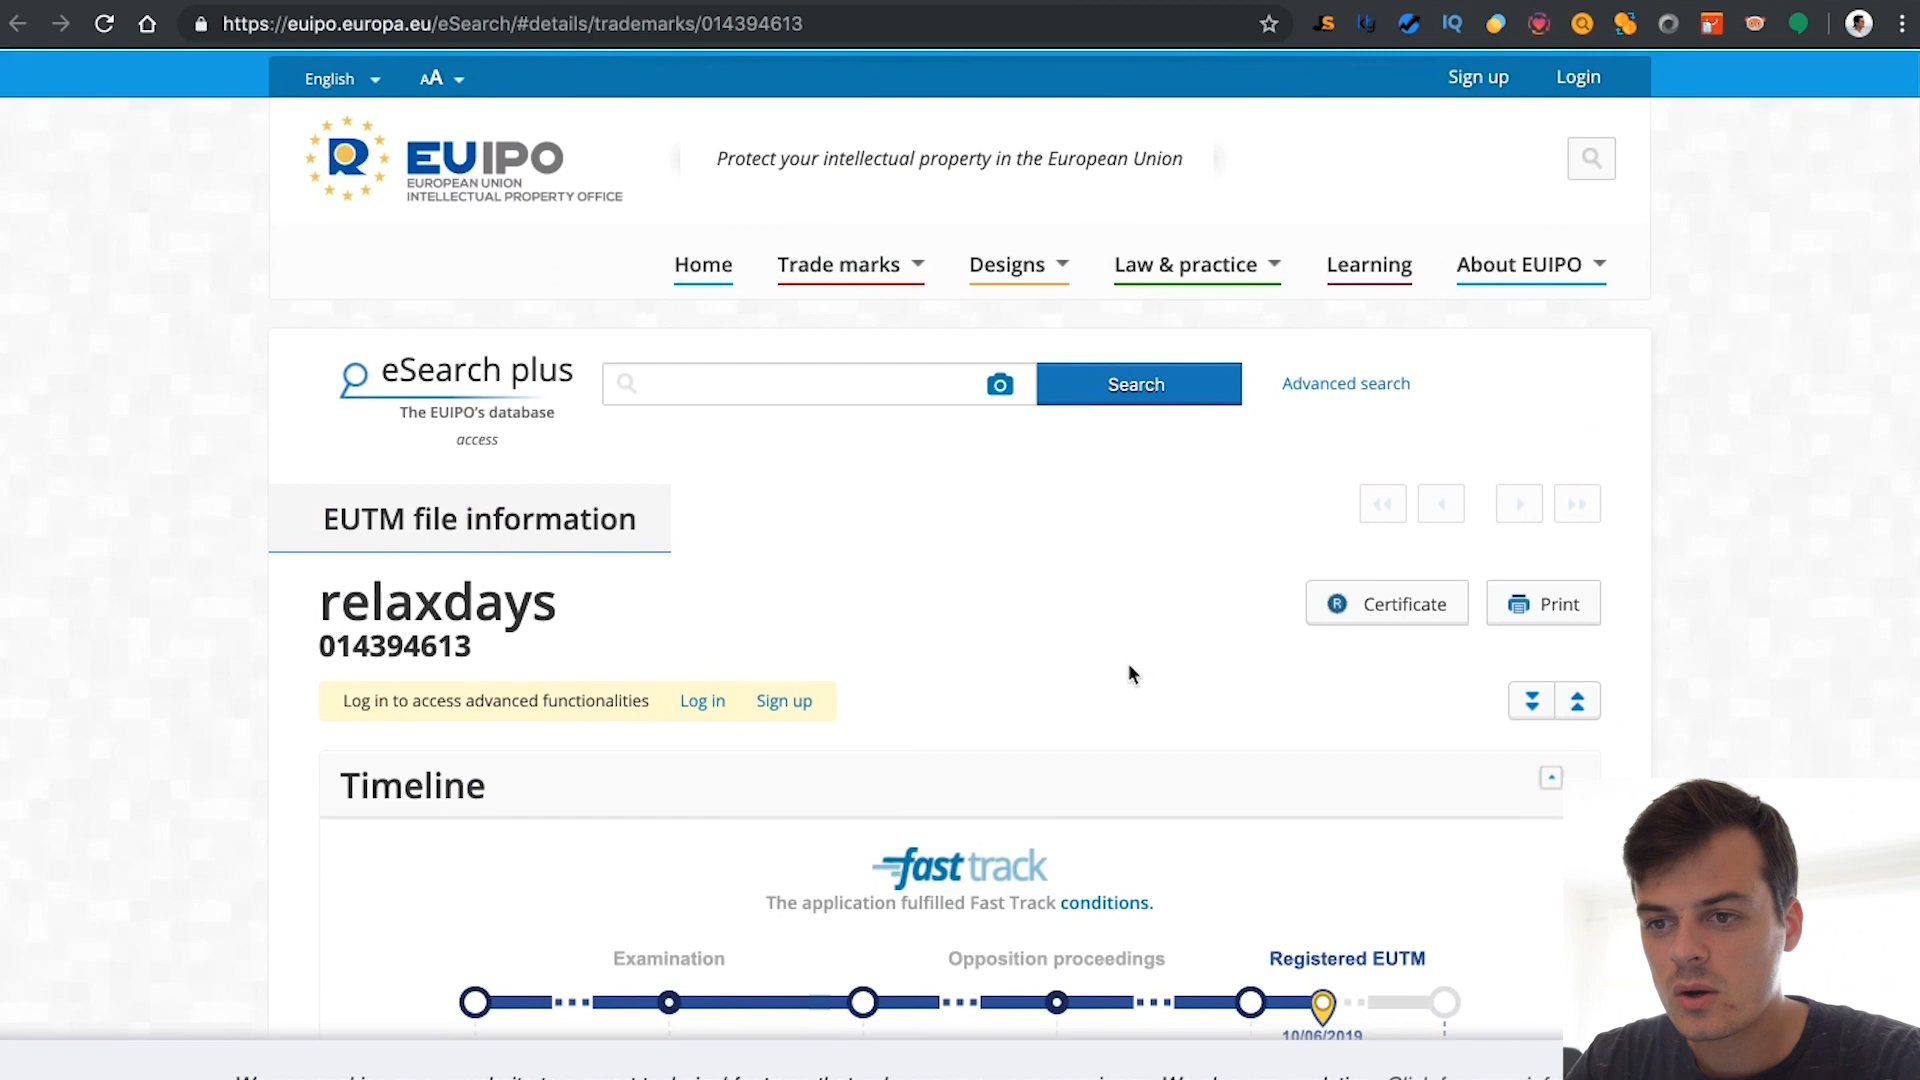 https://euipo.europa.eu/eSearch/#details/trademarks/014394613
JS
IQ
English
AA
Sign up
Login
EUIPO
EUROPEAN UNION
INTELLECTUAL PROPERTY OFFICE
Protect your intellectual property in the European Union
Home
Trade marks
Designs
Law & practice
Learning
About EUIPO
eSearch plus
The EUIPO's database
access
Search
Advanced search
EUTM file information
relaxdays
014394613
R Certificate
Print
Log in to access advanced functionalities
Log in
Sign up
Timeline
fast track
The application fulfilled Fast Track conditions.
Examination
Opposition proceedings
Registered EUTM
10/06/2019